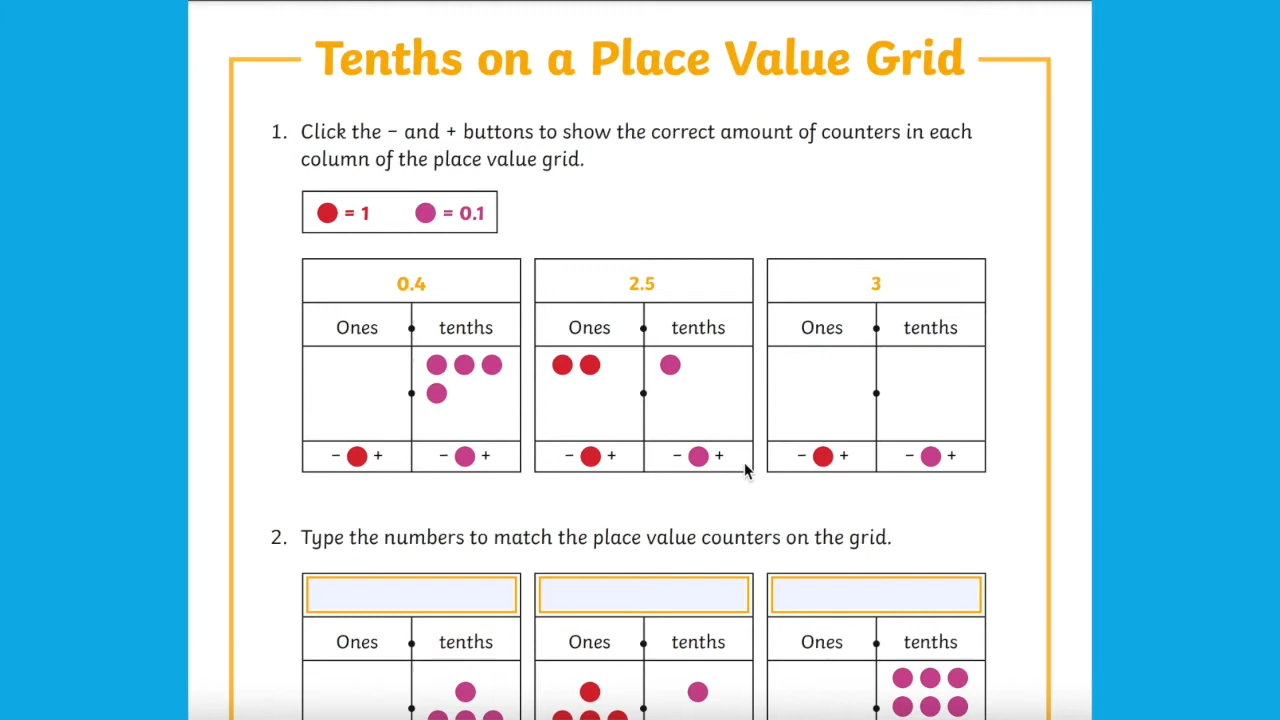 Tenths on a Place Value Grid
1. Click the − and + buttons to show the correct amount of counters in each
column of the place value grid.
= 1 = 0.1
0.4 2.5 3
Ones tenths Ones tenths Ones tenths
− + − + − + − + − + − +
2. Type the numbers to match the place value counters on the grid.
Ones tenths Ones tenths Ones tenths